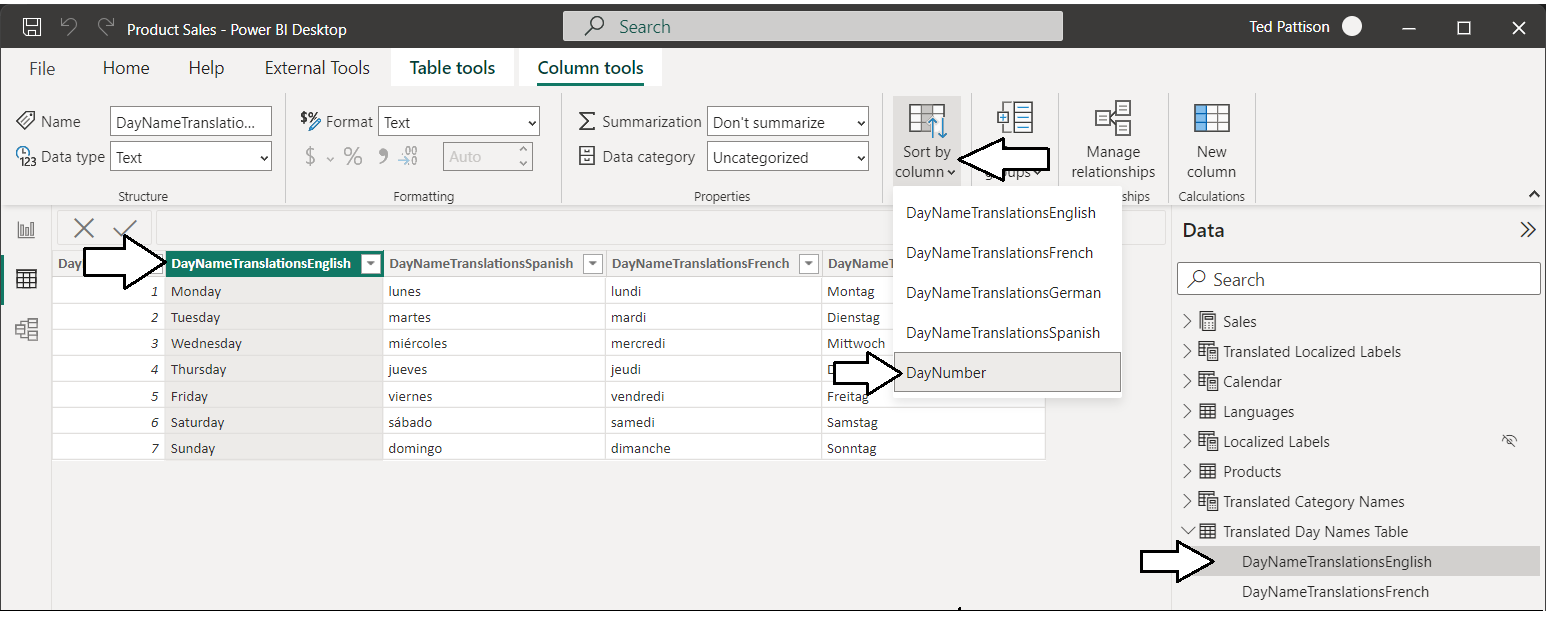 Product Sales - Power BI Desktop
Search
Ted Pattison
File Home Help External Tools Table tools Column tools
Name DayNameTranslatio...
$% Format Text
Summarization Don't summarize
Sort by column
groups
Manage relationships
New column
123 Data type Text
$ % 9 .00 →.0 Auto
Data category Uncategorized
Structure Formatting Properties ships Calculations
DayNameTranslationsEnglish
DayNameTranslationsFrench
DayNameTranslationsGerman
DayNameTranslationsSpanish
DayNumber
Day DayNameTranslationsEnglish DayNameTranslationsSpanish DayNameTranslationsFrench DayNameT
1 Monday lunes lundi Montag
2 Tuesday martes mardi Dienstag
3 Wednesday miércoles mercredi Mittwoch
4 Thursday jueves jeudi D
5 Friday viernes vendredi Freitag
6 Saturday sábado samedi Samstag
7 Sunday domingo dimanche Sonntag
Data
Search
Sales
Translated Localized Labels
Calendar
Languages
Localized Labels
Products
Translated Category Names
Translated Day Names Table
DayNameTranslationsEnglish
DayNameTranslationsFrench